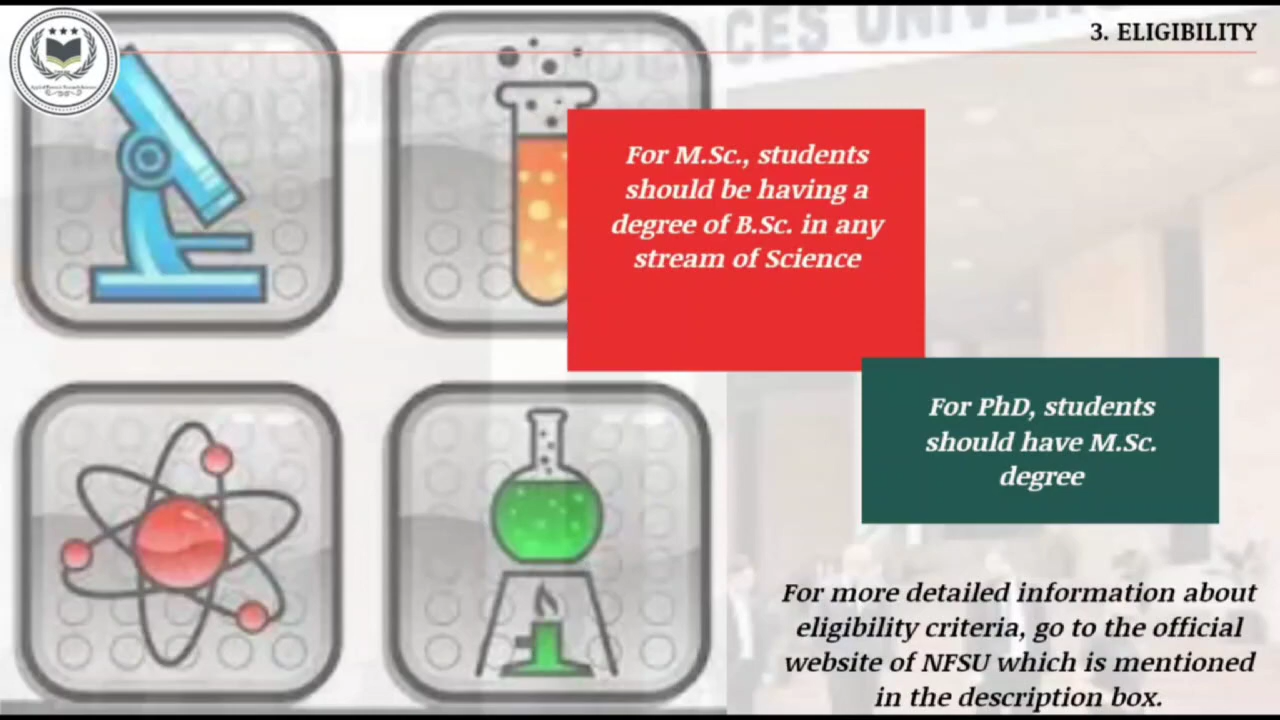 3. ELIGIBILITY
CES UNIVER
For M.Sc., students
should be having a
degree of B.Sc. in any
stream of Science
For PhD, students
should have M.Sc.
degree
For more detailed information about
eligibility criteria, go to the official
website of NFSU which is mentioned
in the description box.